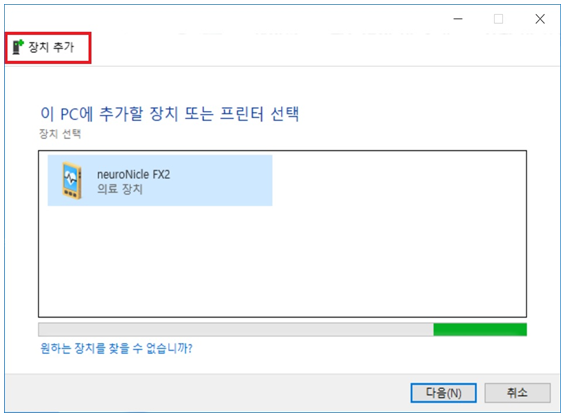 장치 추가
이 PC에 추가할 장치 또는 프린터 선택
장치 선택
neuroNicle FX2
의료 장치
원하는 장치를 찾을 수 없습니까?
다음(N)
취소